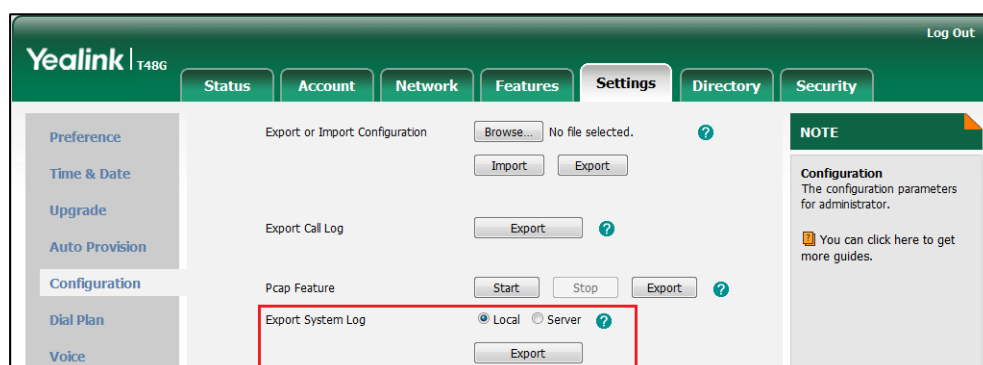 Log Out
Yealink | T48G
Status Account Network Features Settings Directory Security
Preference
Time & Date
Upgrade
Auto Provision
Configuration
Dial Plan
Voice
Export or Import Configuration Browse... No file selected. ?
Import Export
Export Call Log Export ?
Pcap Feature Start Stop Export ?
Export System Log Local Server ?
Export
NOTE
Configuration
The configuration parameters
for administrator.
? You can click here to get
more guides.